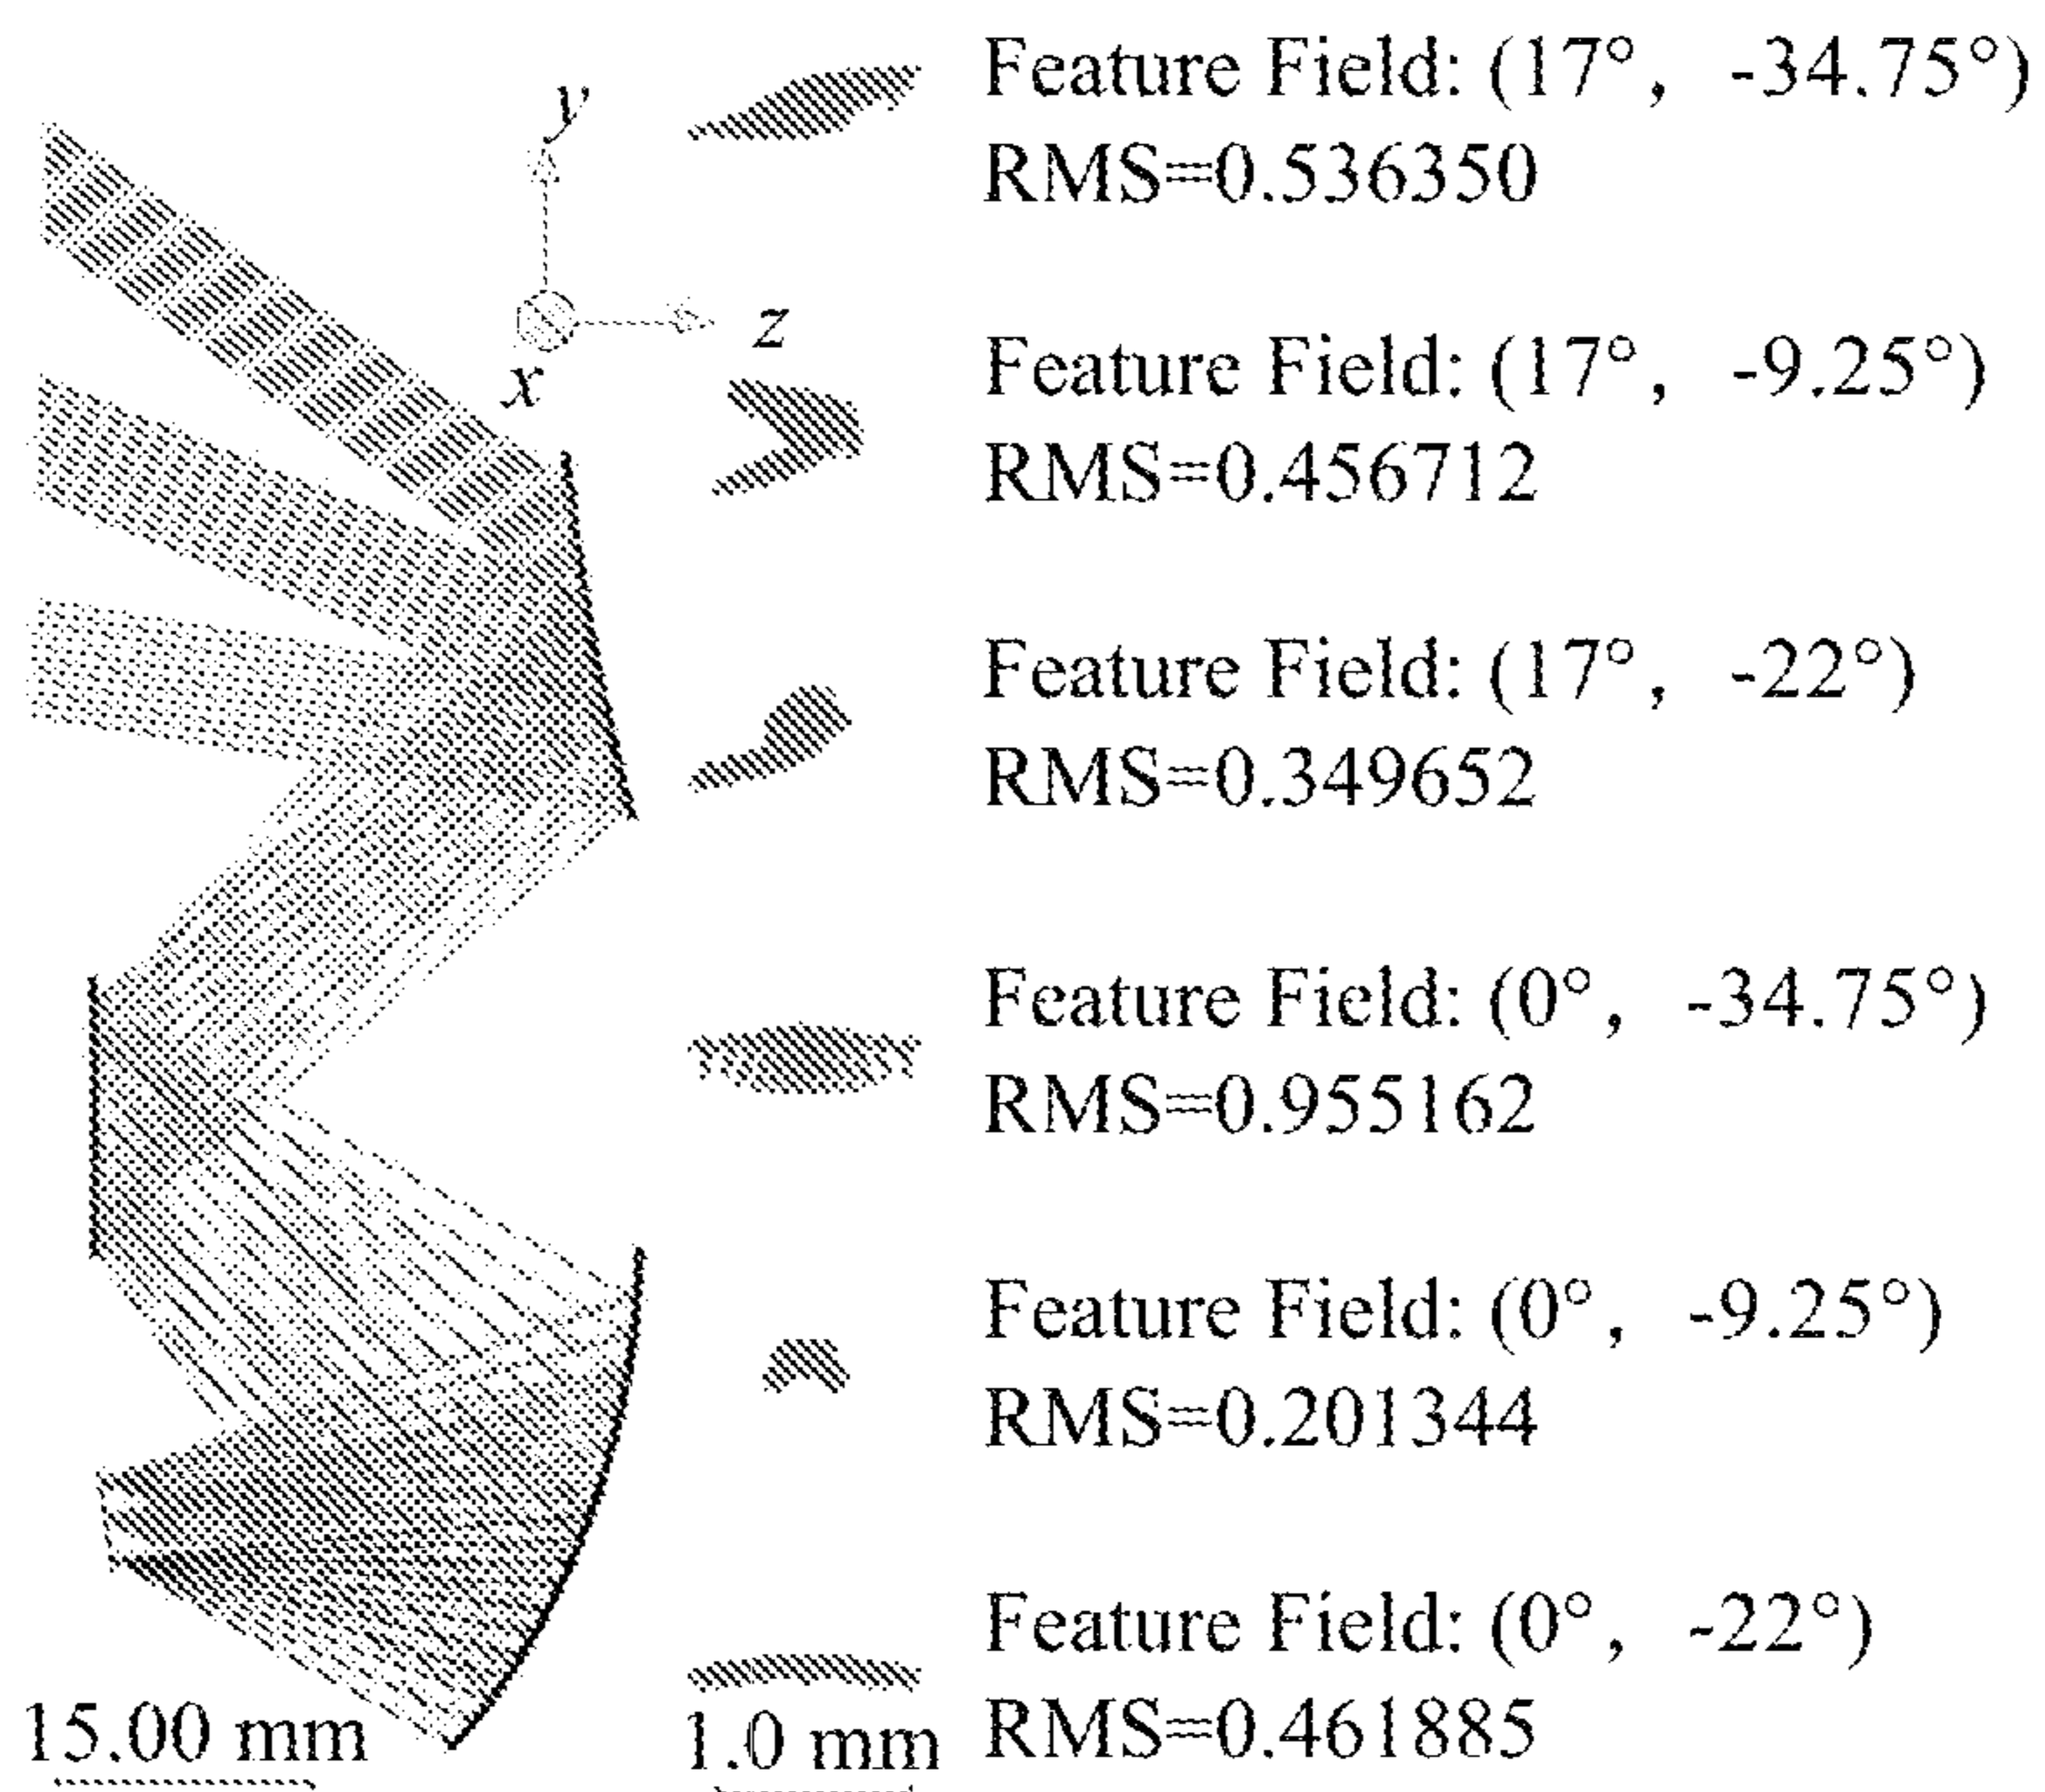 Feature Field: (17°, -34.75°)
RMS=0.536350
y
z
x
Feature Field: (17°, -9.25°)
RMS=0.456712
Feature Field: (17°, -22°)
RMS=0.349652
Feature Field: (0°, -34.75°)
RMS=0.955162
Feature Field: (0°, -9.25°)
RMS=0.201344
Feature Field: (0°, -22°)
RMS=0.461885
15.00 mm
1.0 mm